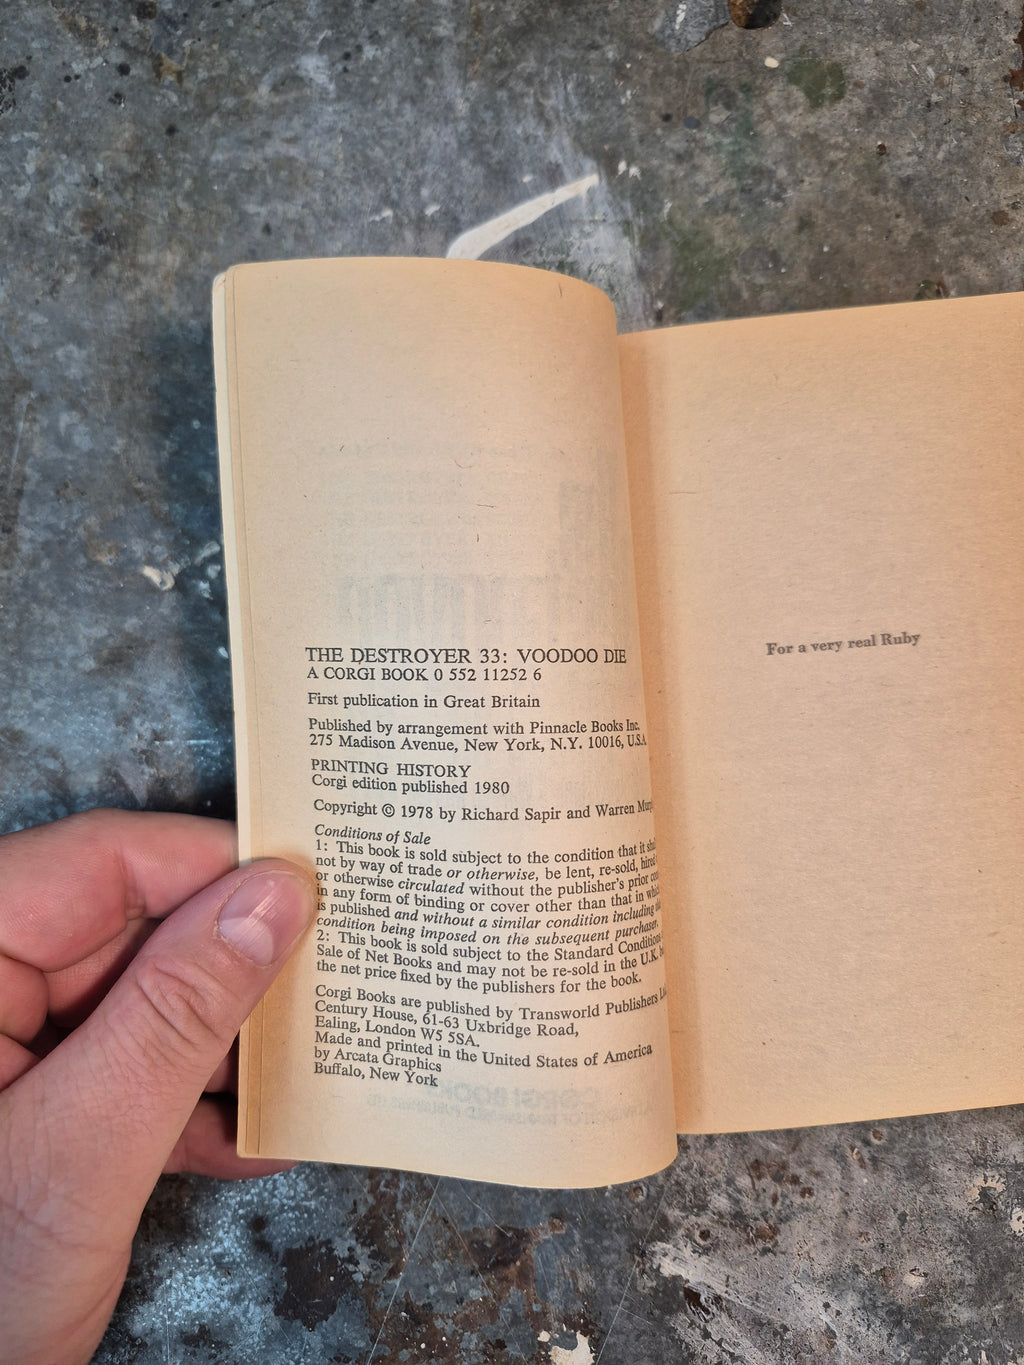 THE DESTROYER 33: VOODOO DIE
A CORGI BOOK 0 552 11252 6
First publication in Great Britain
Published by arrangement with Pinnacle Books Inc.
275 Madison Avenue, New York, N.Y. 10016, U.S.A
PRINTING HISTORY
Corgi edition published 1980
Copyright © 1978 by Richard Sapir and Warren
Conditions of Sale
1: This book is sold subject to the condition that it
not by way of trade or otherwise, be lent, re-sold, hired
or otherwise circulated without the publisher's prior
in any form of binding or cover other than that in which
is published and without a similar condition including
condition being imposed on the subsequent purchaser.
2: This book is sold subject to the Standard Conditions
Sale of Net Books and may not be re-sold in the U.K.
the net price fixed by the publishers for the book.
Corgi Books are published by Transworld Publishers
Century House, 61-63 Uxbridge Road,
Ealing, London W5 5SA.
Made and printed in the United States of America
by Arcata Graphics
Buffalo, New York
For a very real Ruby